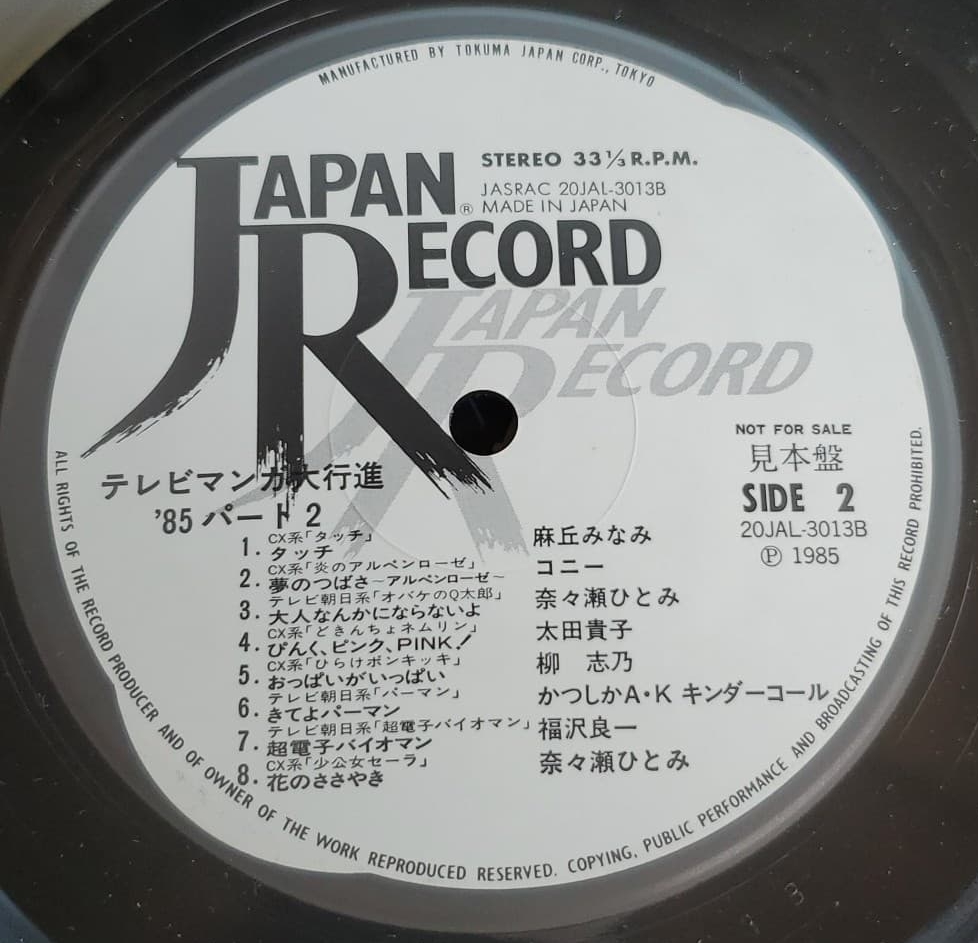 MANUFACTURED BY TOKUMA JAPAN CORP., TOKYO
JAPAN RECORD
STEREO 33⅓ R.P.M.
JASRAC 20JAL-3013B
® MADE IN JAPAN
JAPAN RECORD
NOT FOR SALE
見本盤
SIDE 2
20JAL-3013B
Ⓟ 1985
テレビマンガ大行進
'85 パート2
CX系「タッチ」
1. タッチ 麻丘みなみ
CX系「炎のアルペンローゼ」
2. 夢のつばさ~アルペンローゼ~ コニー
テレビ朝日系「オバケのQ太郎」
3. 大人なんかにならないよ 奈々瀬ひとみ
CX系「どきんちょネムリン」
4. ぴんく、ピンク、PINK! 太田貴子
CX系「ひらけポンキッキ」
5. おっぱいがいっぱい 柳 志乃
テレビ朝日系「パーマン」
6. きてよパーマン かつしかA・K キンダーコール
テレビ朝日系「超電子バイオマン」
7. 超電子バイオマン 福沢良一
CX系「少公女セーラ」
8. 花のささやき 奈々瀬ひとみ
ALL RIGHTS OF THE RECORD PRODUCER AND OF OWNER OF THE WORK REPRODUCED RESERVED. COPYING, PUBLIC PERFORMANCE AND BROADCASTING OF THIS RECORD PROHIBITED.